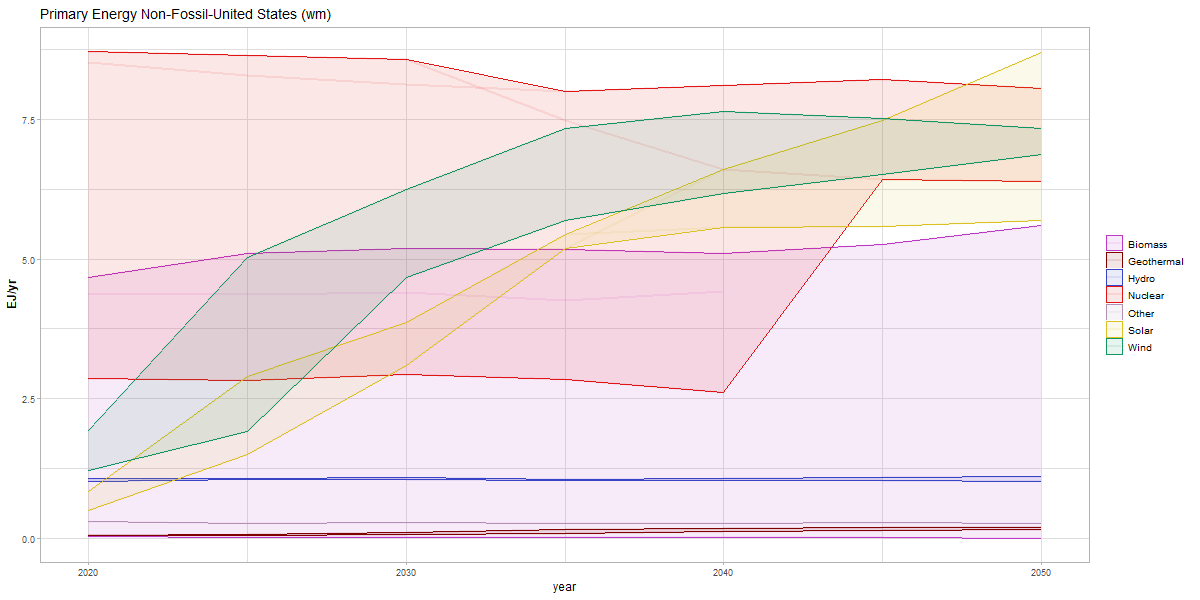 Primary Energy Non-Fossil-United States (wm)
7.5
5.0
2.5
0.0
EJ/yr
2020
2030
2040
2050
year
Biomass
Geothermal
Hydro
Nuclear
Other
Solar
Wind